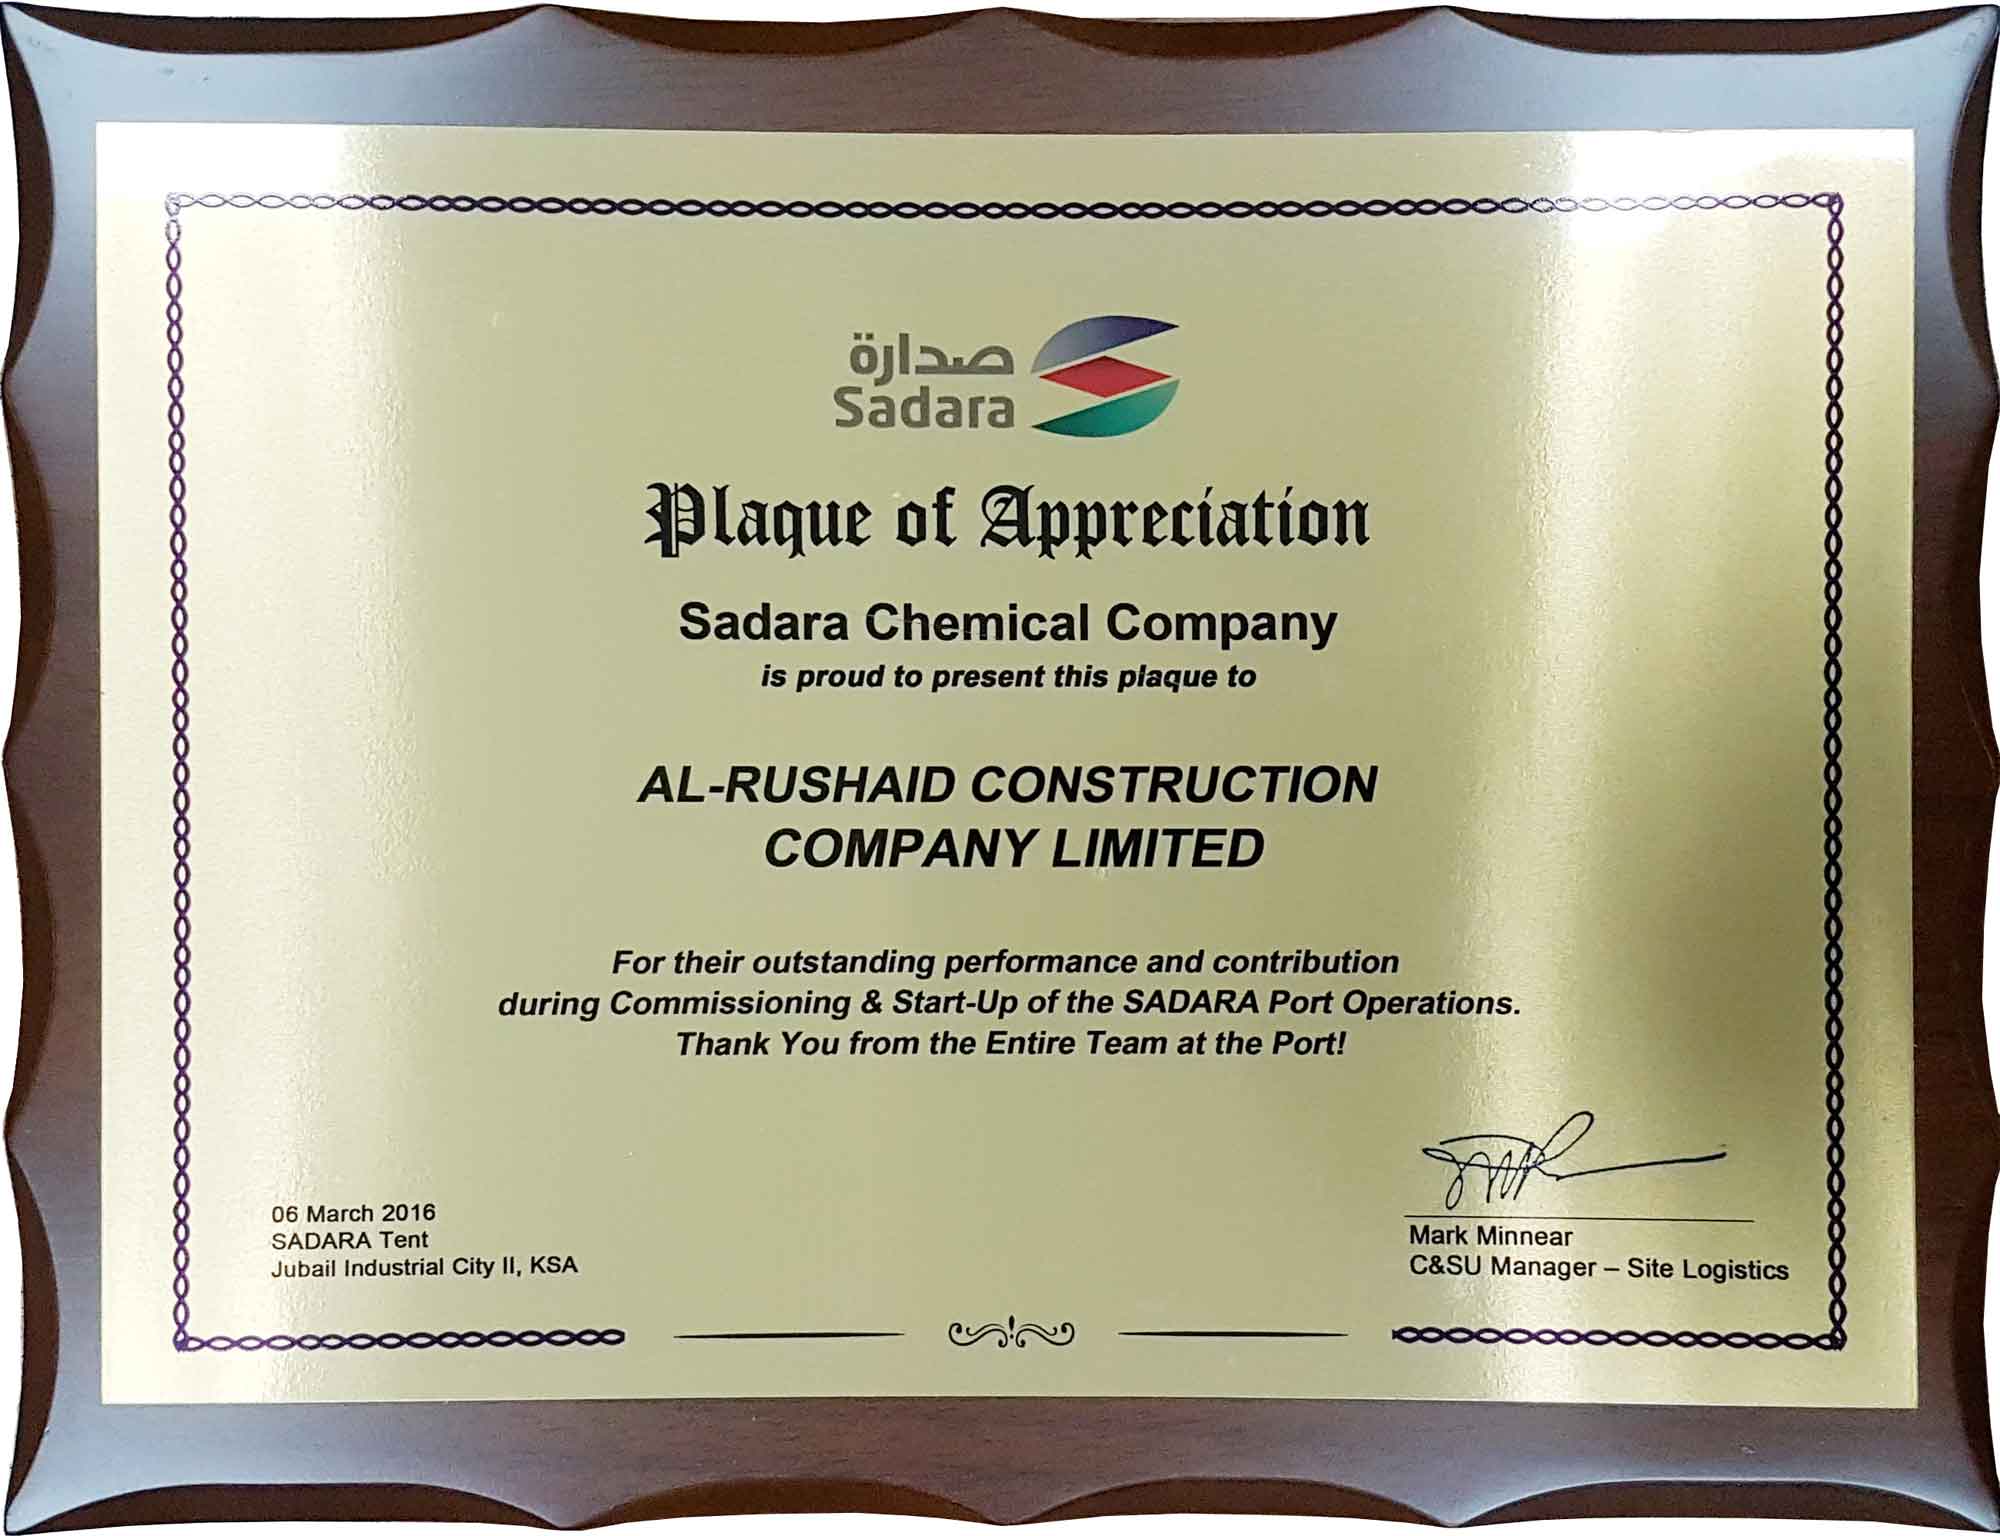 صدارة
Sadara
Plaque of Appreciation
Sadara Chemical Company
is proud to present this plaque to
AL-RUSHAID CONSTRUCTION
COMPANY LIMITED
For their outstanding performance and contribution
during Commissioning & Start-Up of the SADARA Port Operations.
Thank You from the Entire Team at the Port!
06 March 2016
SADARA Tent
Jubail Industrial City II, KSA
Mark Minnear
C&SU Manager – Site Logistics